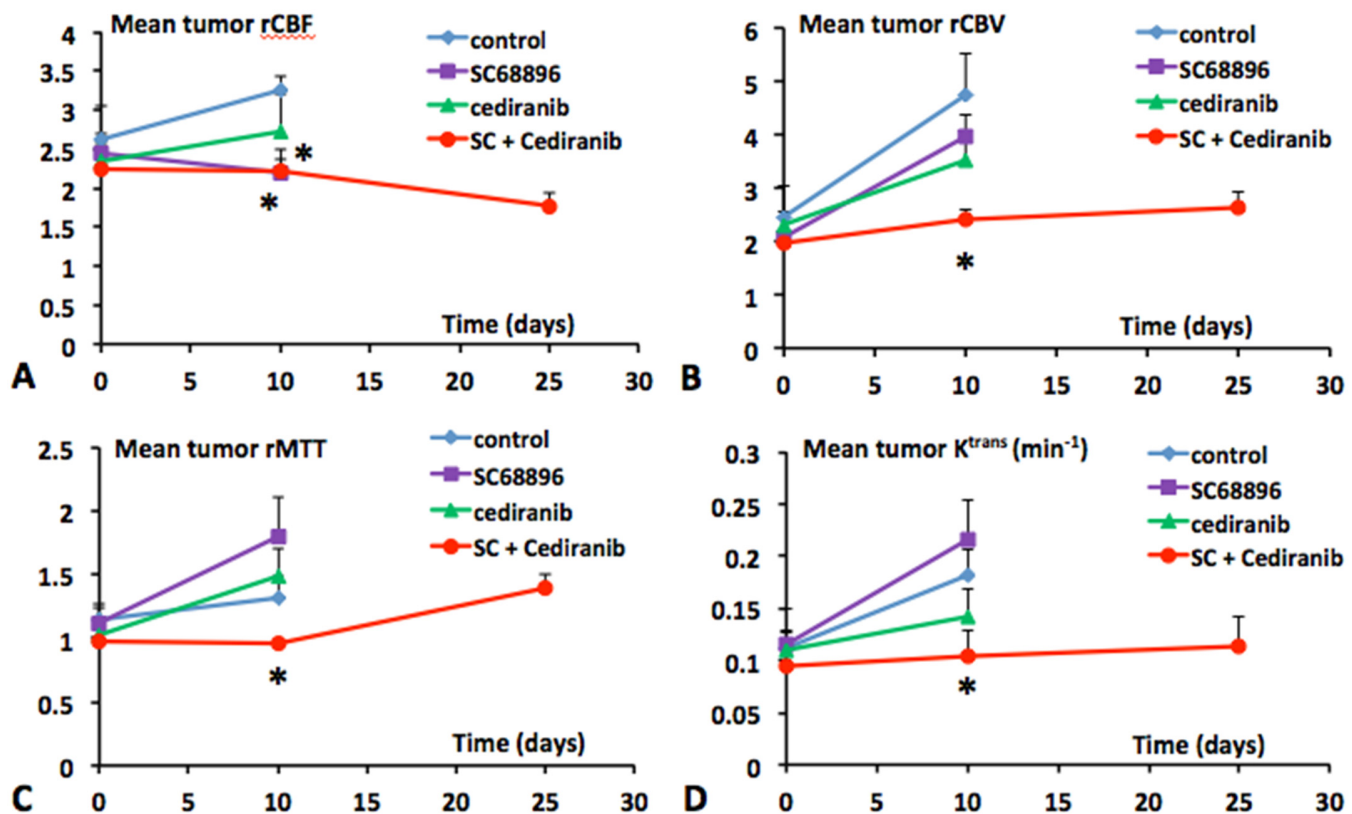 Mean tumor rCBF
control
SC68896
cediranib
SC + Cediranib
4
3.5
3
2.5
2
1.5
1
0.5
0
*
*
Time (days)
A
0 5 10 15 20 25 30
Mean tumor rCBV
control
SC68896
cediranib
SC + Cediranib
6
5
4
3
2
1
0
*
Time (days)
B
0 5 10 15 20 25 30
Mean tumor rMTT
control
SC68896
cediranib
SC + Cediranib
2.5
2
1.5
1
0.5
0
*
Time (days)
C
0 5 10 15 20 25 30
Mean tumor Ktrans (min-1)
control
SC68896
cediranib
SC + Cediranib
0.3
0.25
0.2
0.15
0.1
0.05
0
*
Time (days)
D
0 5 10 15 20 25 30